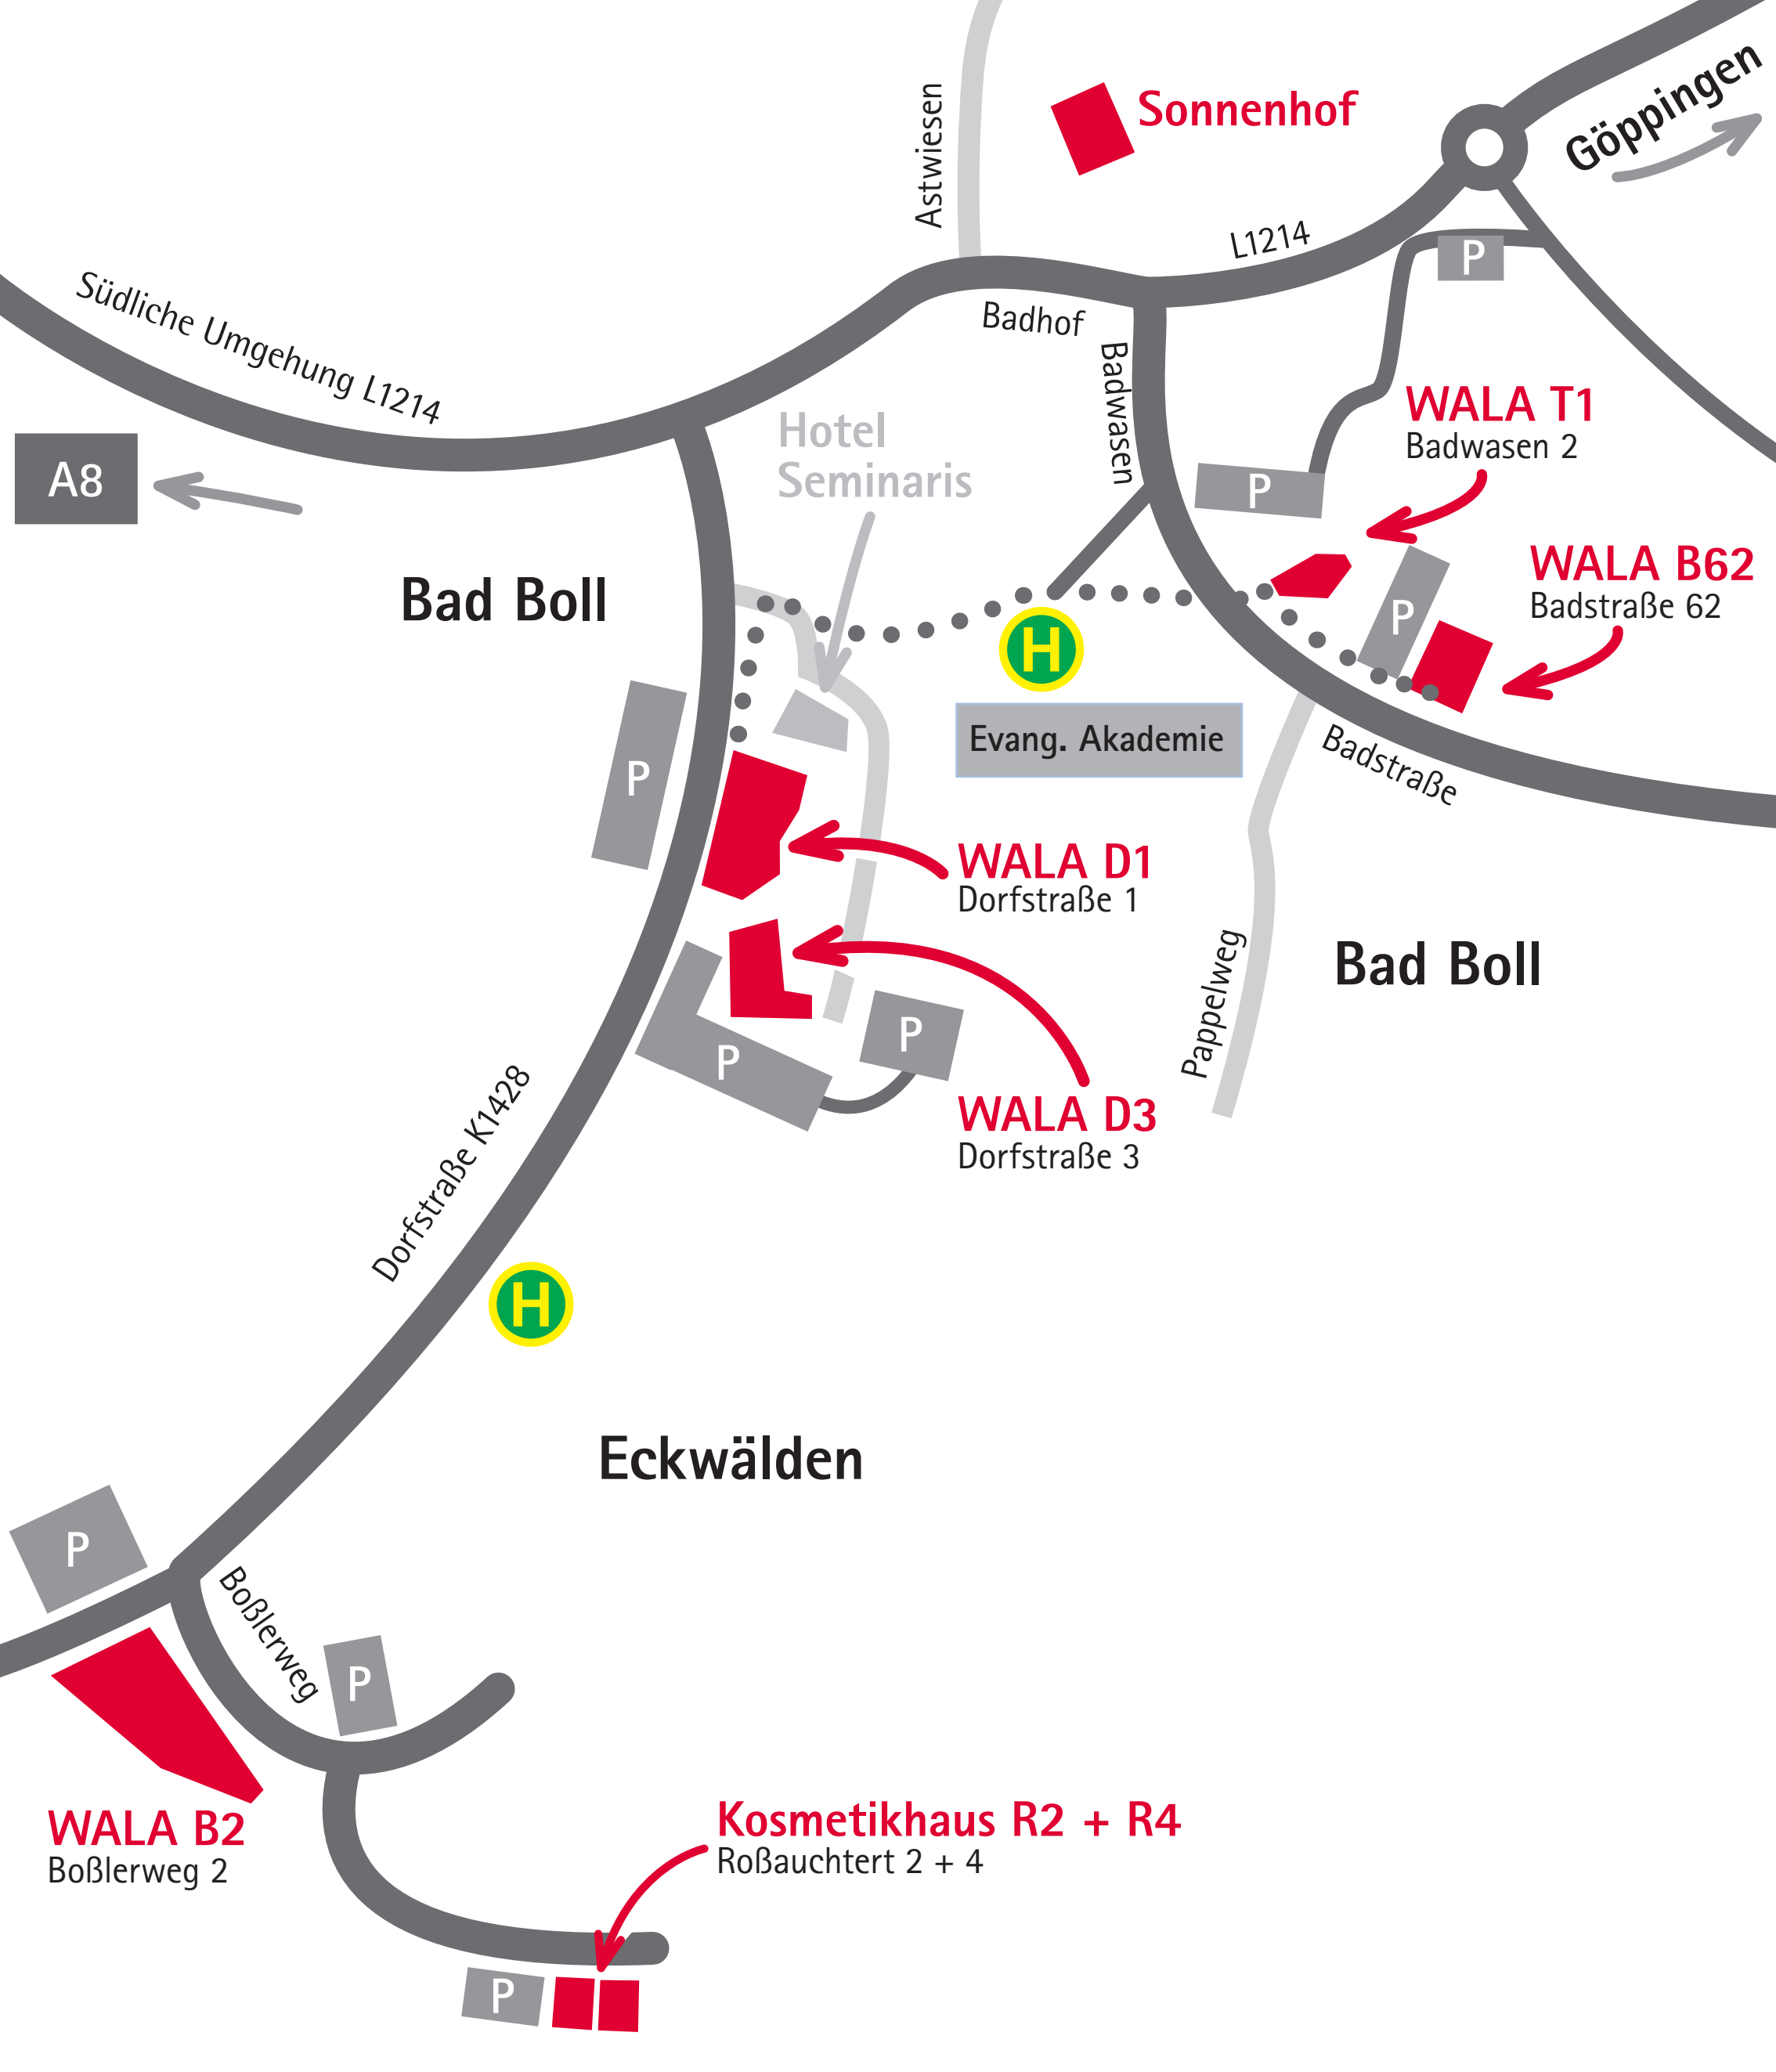 Astwiesen
Sonnenhof
Göppingen
L1214
P
Südliche Umgehung L1214
Badhof
Badwasen
WALA T1
Badwasen 2
Hotel
Seminaris
A8
P
WALA B62
Badstraße 62
Bad Boll
P
H
Evang. Akademie
Badstraße
P
WALA D1
Dorfstraße 1
Bad Boll
Pappelweg
P
P
WALA D3
Dorfstraße 3
Dorfstraße K1428
H
Eckwälden
P
Boßlerweg
P
WALA B2
Boßlerweg 2
Kosmetikhaus R2 + R4
Roßauchtert 2 + 4
P